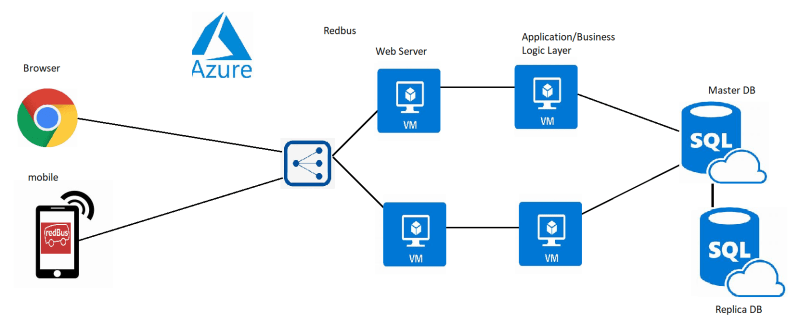 Azure
Redbus
Browser
Web Server
Application/Business
Logic Layer
VM
VM
Master DB
SQL
mobile
redBus
VM
VM
SQL
Replica DB